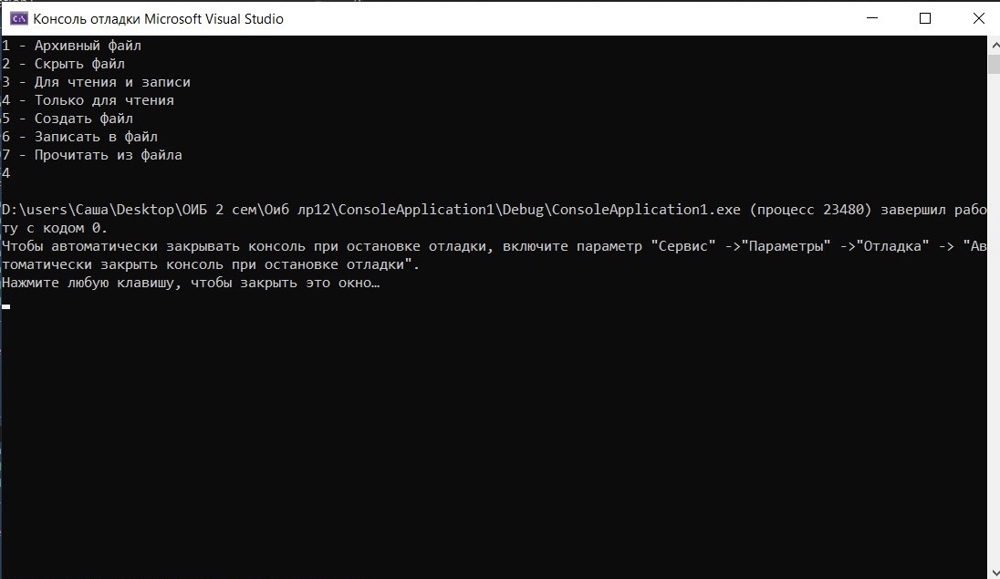 Консоль отладки Microsoft Visual Studio
1 - Архивный файл
2 - Скрыть файл
3 - Для чтения и записи
4 - Только для чтения
5 - Создать файл
6 - Записать в файл
7 - Прочитать из файла
4
D:\users\Саша\Desktop\ОИБ 2 сем\Оиб лр12\ConsoleApplication1\Debug\ConsoleApplication1.exe (процесс 23480) завершил рабо
ту с кодом 0.
Чтобы автоматически закрывать консоль при остановке отладки, включите параметр "Сервис" ->"Параметры" ->"Отладка" -> "Ав
томатически закрыть консоль при остановке отладки".
Нажмите любую клавишу, чтобы закрыть это окно…